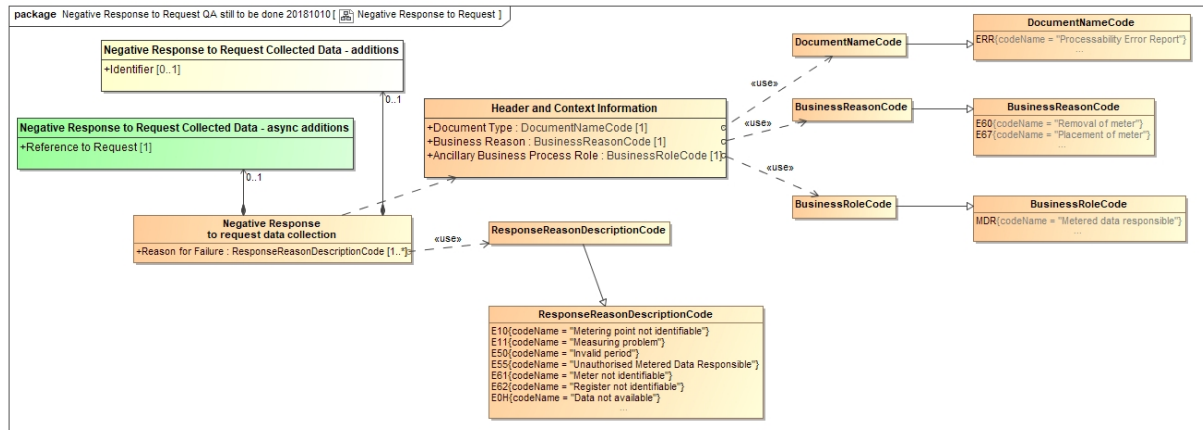 package Negative Response to Request QA still to be done 20181010 [ Negative Response to Request ]
Negative Response to Request Collected Data - additions
+Identifier [0..1]
0..1
Negative Response to Request Collected Data - async additions
+Reference to Request [1]
0..1
Negative Response
to request data collection
+Reason for Failure : ResponseReasonDescriptionCode [1..*]
«use»
Header and Context Information
+Document Type : DocumentNameCode [1]
+Business Reason : BusinessReasonCode [1]
+Ancillary Business Process Role : BusinessRoleCode [1]
«use»
«use»
«use»
DocumentNameCode
BusinessReasonCode
BusinessRoleCode
DocumentNameCode
ERR{codeName = "Processability Error Report"}
...
BusinessReasonCode
E60{codeName = "Removal of meter"}
E67{codeName = "Placement of meter"}
...
BusinessRoleCode
MDR{codeName = "Metered data responsible"}
...
ResponseReasonDescriptionCode
ResponseReasonDescriptionCode
E10{codeName = "Metering point not identifiable"}
E11{codeName = "Measuring problem"}
E50{codeName = "Invalid period"}
E55{codeName = "Unauthorised Metered Data Responsible"}
E61{codeName = "Meter not identifiable"}
E62{codeName = "Register not identifiable"}
E0H{codeName = "Data not available"}
...